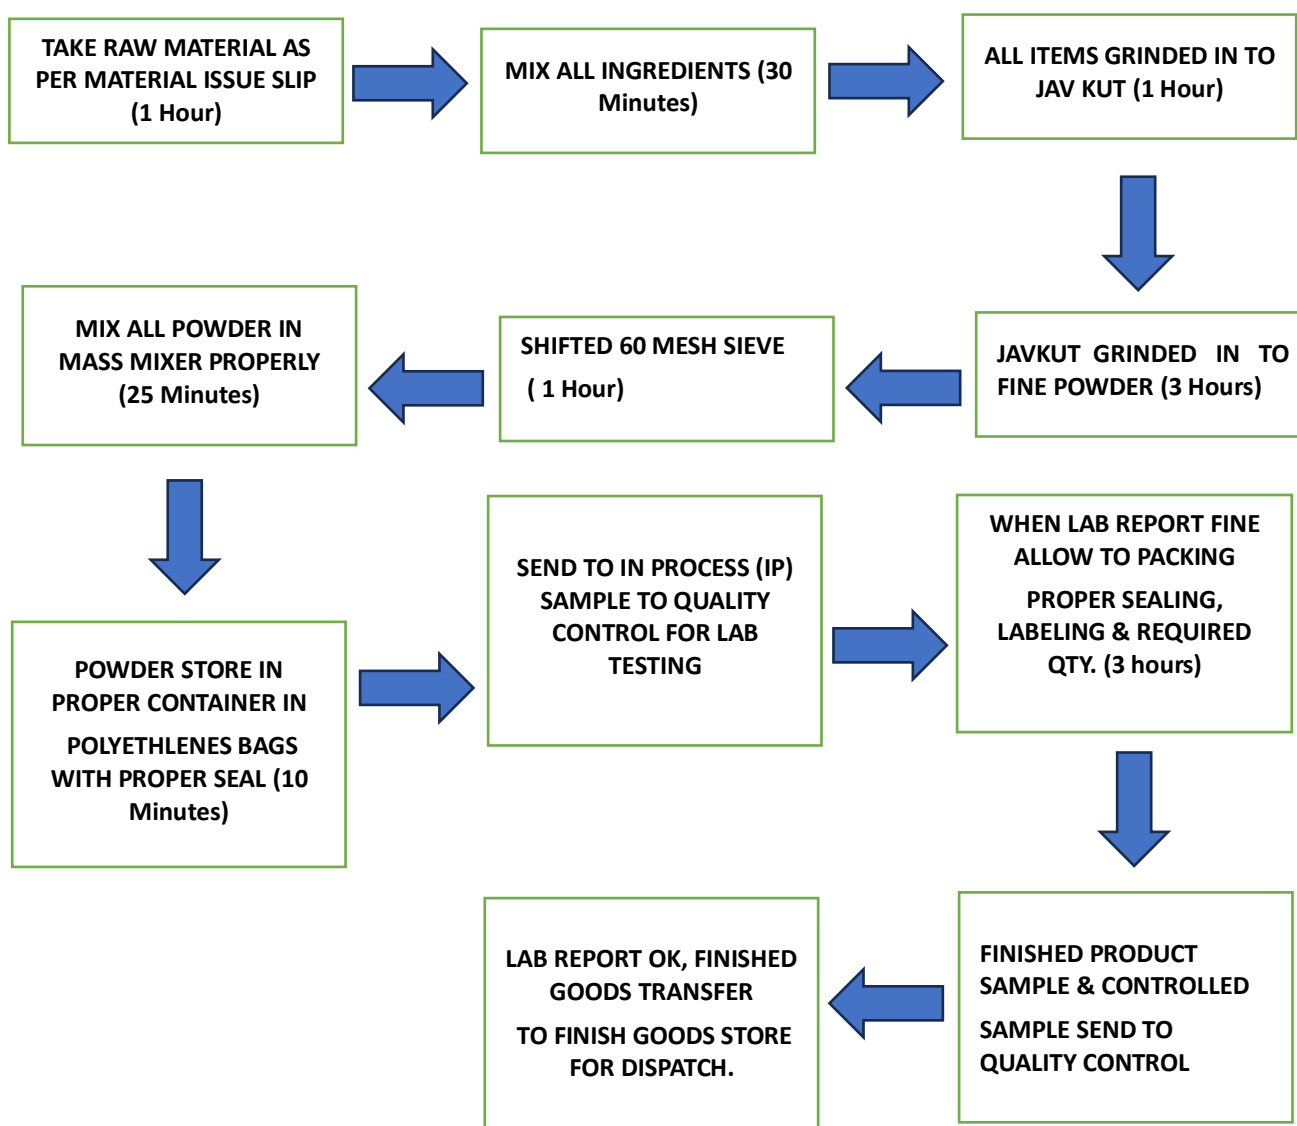 TAKE RAW MATERIAL AS
PER MATERIAL ISSUE SLIP
(1 Hour)
MIX ALL INGREDIENTS (30
Minutes)
ALL ITEMS GRINDED IN TO
JAV KUT (1 Hour)
JAVKUT GRINDED IN TO
FINE POWDER (3 Hours)
SHIFTED 60 MESH SIEVE
( 1 Hour)
MIX ALL POWDER IN
MASS MIXER PROPERLY
(25 Minutes)
POWDER STORE IN
PROPER CONTAINER IN
POLYETHLENES BAGS
WITH PROPER SEAL (10
Minutes)
SEND TO IN PROCESS (IP)
SAMPLE TO QUALITY
CONTROL FOR LAB
TESTING
WHEN LAB REPORT FINE
ALLOW TO PACKING
PROPER SEALING,
LABELING & REQUIRED
QTY. (3 hours)
FINISHED PRODUCT
SAMPLE & CONTROLLED
SAMPLE SEND TO
QUALITY CONTROL
LAB REPORT OK, FINISHED
GOODS TRANSFER
TO FINISH GOODS STORE
FOR DISPATCH.